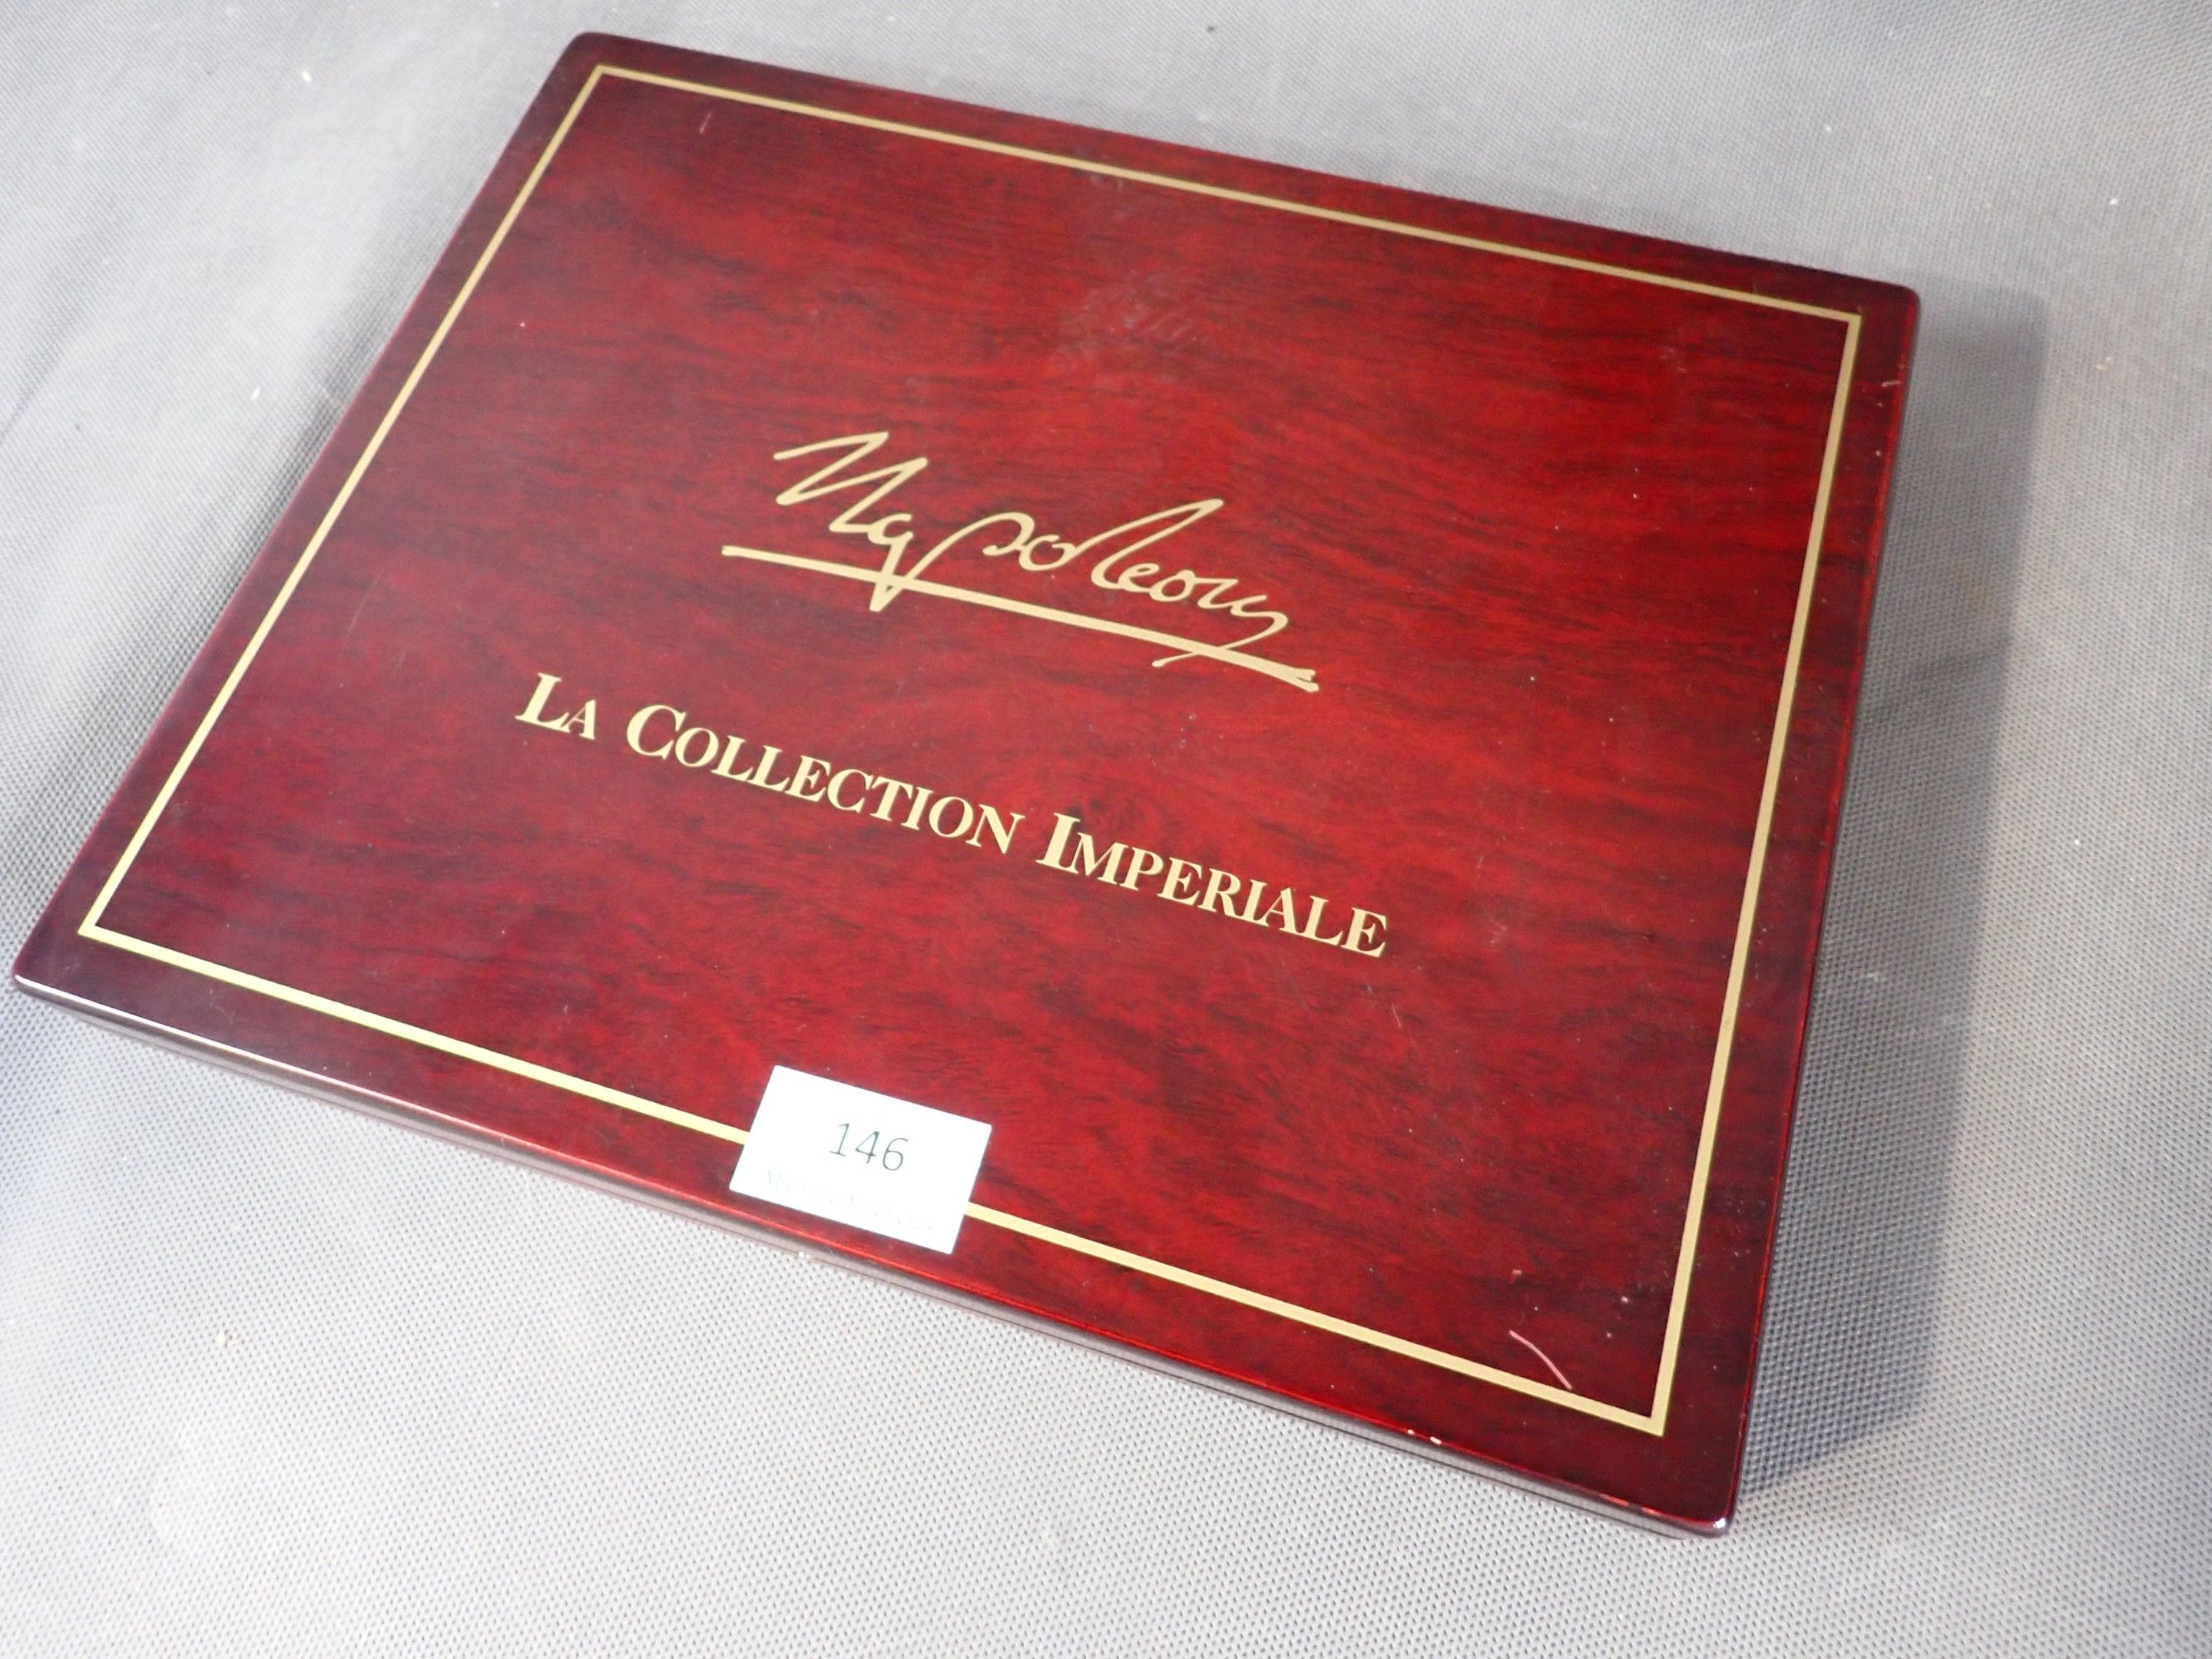 Napoleon
LA COLLECTION IMPERIALE
146